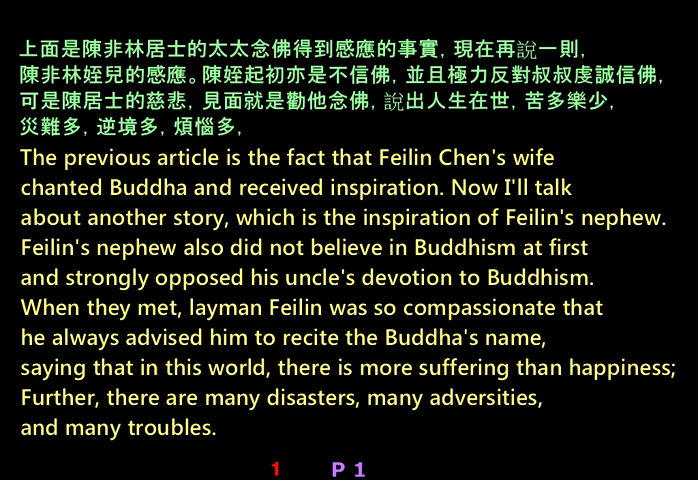 上面是陳非林居士的太太念佛得到感應的事實, 現在再說一則,
陳非林姪兒的感應。陳姪起初亦是不信佛, 並且極力反對叔叔虔誠信佛,
可是陳居士的慈悲, 見面就是勸他念佛, 說出人生在世, 苦多樂少,
災難多, 逆境多, 煩惱多,
The previous article is the fact that Feilin Chen's wife
chanted Buddha and received inspiration. Now I'll talk
about another story, which is the inspiration of Feilin's nephew.
Feilin's nephew also did not believe in Buddhism at first
and strongly opposed his uncle's devotion to Buddhism.
When they met, layman Feilin was so compassionate that
he always advised him to recite the Buddha's name,
saying that in this world, there is more suffering than happiness;
Further, there are many disasters, many adversities,
and many troubles.
1 P 1